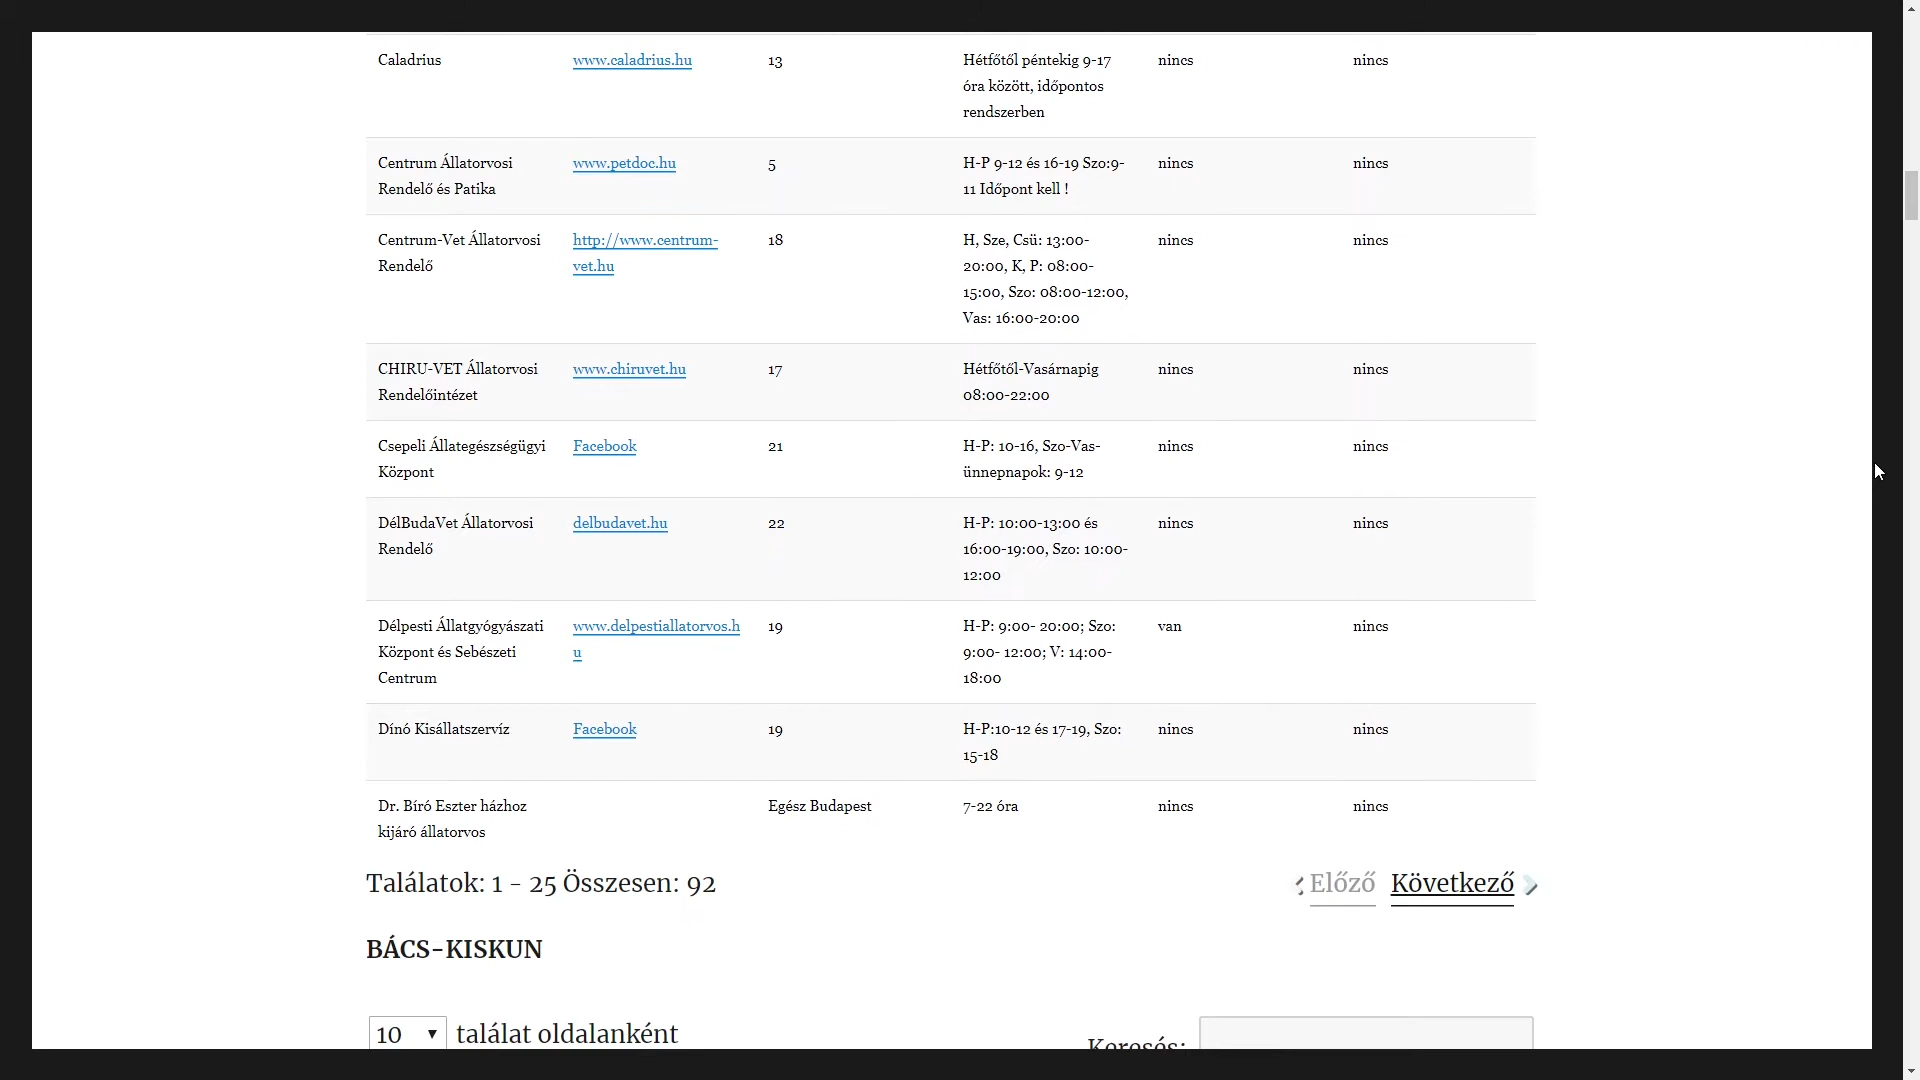 Caladrius www.caladrius.hu 13 Hétfőtől péntekig 9-17 nincs nincs
óra között, időpontos
rendszerben
Centrum Állatorvosi www.petdoc.hu 5 H-P 9-12 és 16-19 Szo:9- nincs nincs
Rendelő és Patika 11 Időpont kell !
Centrum-Vet Állatorvosi http://www.centrum- 18 H, Sze, Csü: 13:00- nincs nincs
Rendelő vet.hu 20:00, K, P: 08:00-
15:00, Szo: 08:00-12:00,
Vas: 16:00-20:00
CHIRU-VET Állatorvosi www.chiruvet.hu 17 Hétfőtől-Vasárnapig nincs nincs
Rendelőintézet 08:00-22:00
Csepeli Állategészségügyi Facebook 21 H-P: 10-16, Szo-Vas- nincs nincs
Központ ünnepnapok: 9-12
DélBudaVet Állatorvosi delbudavet.hu 22 H-P: 10:00-13:00 és nincs nincs
Rendelő 16:00-19:00, Szo: 10:00-
12:00
Délpesti Állatgyógyászati www.delpestiallatorvos.h 19 H-P: 9:00- 20:00; Szo: van nincs
Központ és Sebészeti u 9:00- 12:00; V: 14:00-
Centrum 18:00
Dínó Kisállatszervíz Facebook 19 H-P:10-12 és 17-19, Szo: nincs nincs
15-18
Dr. Bíró Eszter házhoz Egész Budapest 7-22 óra nincs nincs
kijáró állatorvos
Találatok: 1 - 25 Összesen: 92 Előző Következő
BÁCS-KISKUN
10 találat oldalanként Keresés: